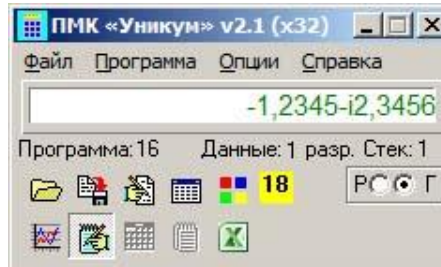 ПМК «Уникум» v2.1 (x32)
Файл Программа Опции Справка
-1,2345-i2,3456
Программа:16 Данные: 1 разр. Стек: 1
18 Р Г